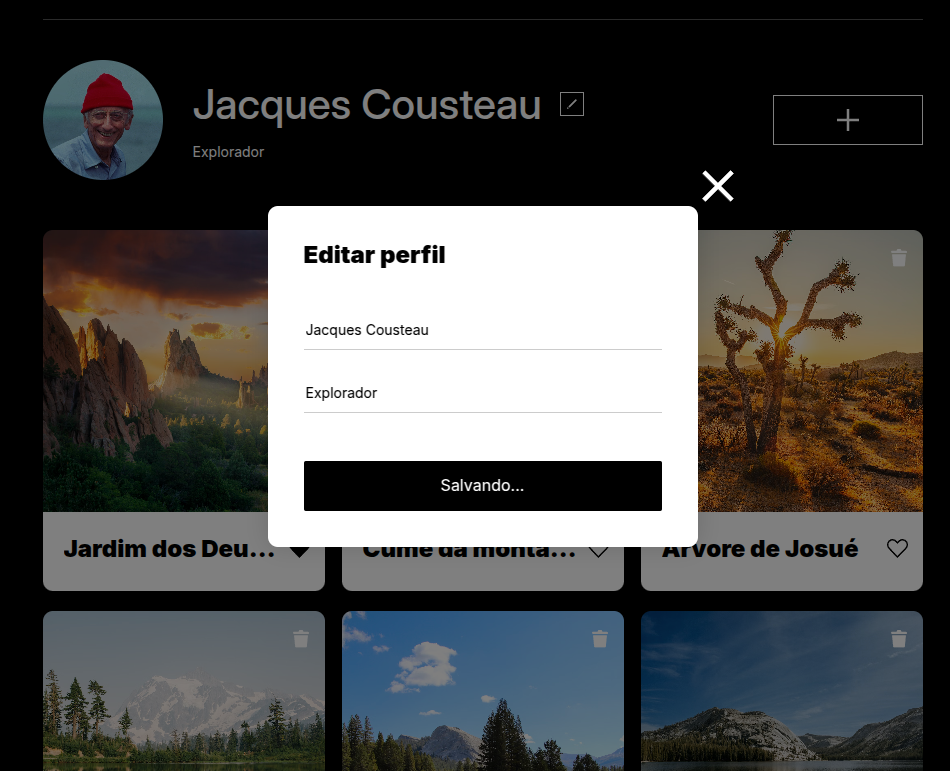 Jacques Cousteau
Explorador
Editar perfil
Jacques Cousteau
Explorador
Salvando...
Jardim dos Deu...
Cume da monta...
Árvore de Josué